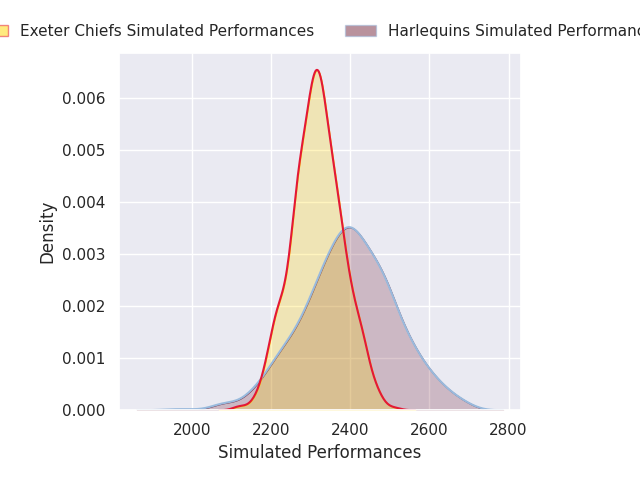 Exeter Chiefs Simulated Performances
Harlequins Simulated
0.006
0.005
0.004
0.003
0.002
0.001
0.000
Density
2000 2200 2400 2600 2800
Simulated Performances